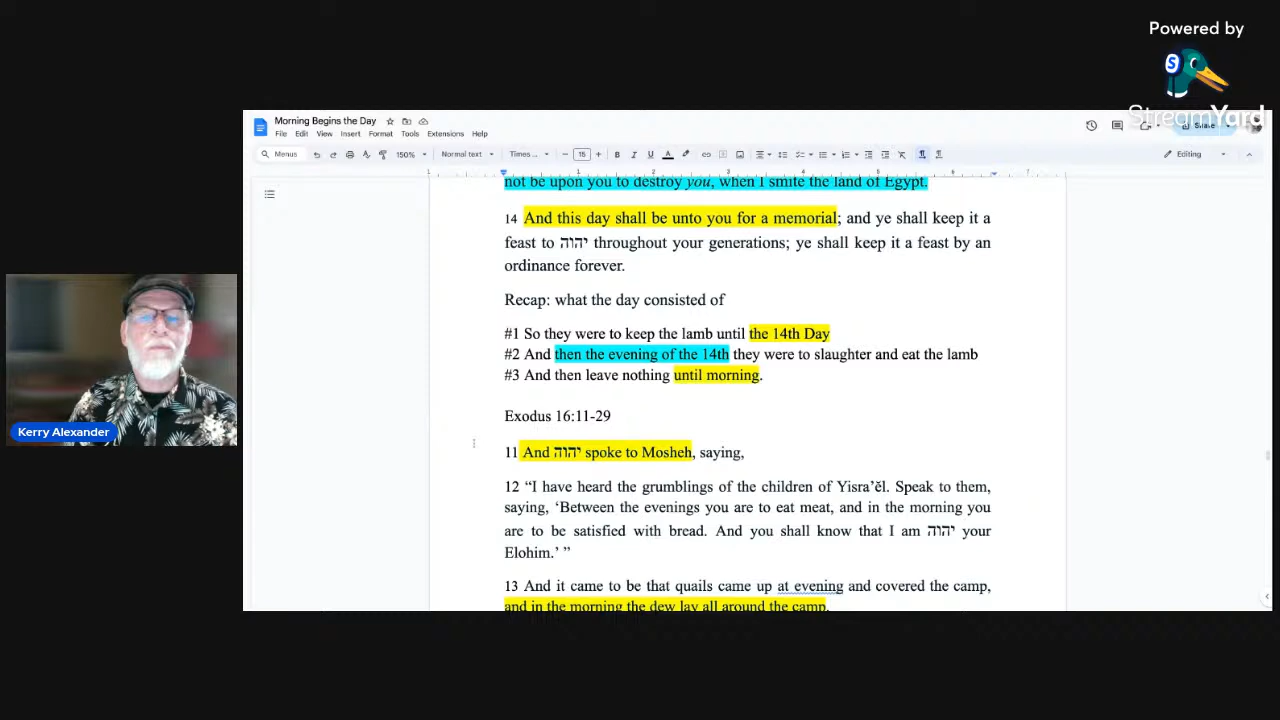 Powered by
StreamYard
Morning Begins the Day
File Edit View Insert Format Tools Extensions Help
Share
Menus
150%
Normal text
Times ...
15
Editing
not be upon you to destroy you, when I smite the land of Egypt.
14 And this day shall be unto you for a memorial; and ye shall keep it a
feast to יהוה throughout your generations; ye shall keep it a feast by an
ordinance forever.
Recap: what the day consisted of
#1 So they were to keep the lamb until the 14th Day
#2 And then the evening of the 14th they were to slaughter and eat the lamb
#3 And then leave nothing until morning.
Exodus 16:11-29
11 And יהוה spoke to Mosheh, saying,
12 “I have heard the grumblings of the children of Yisra’ĕl. Speak to them,
saying, ‘Between the evenings you are to eat meat, and in the morning you
are to be satisfied with bread. And you shall know that I am יהוה your
Elohim.’ ”
13 And it came to be that quails came up at evening and covered the camp,
and in the morning the dew lay all around the camp.
Kerry Alexander